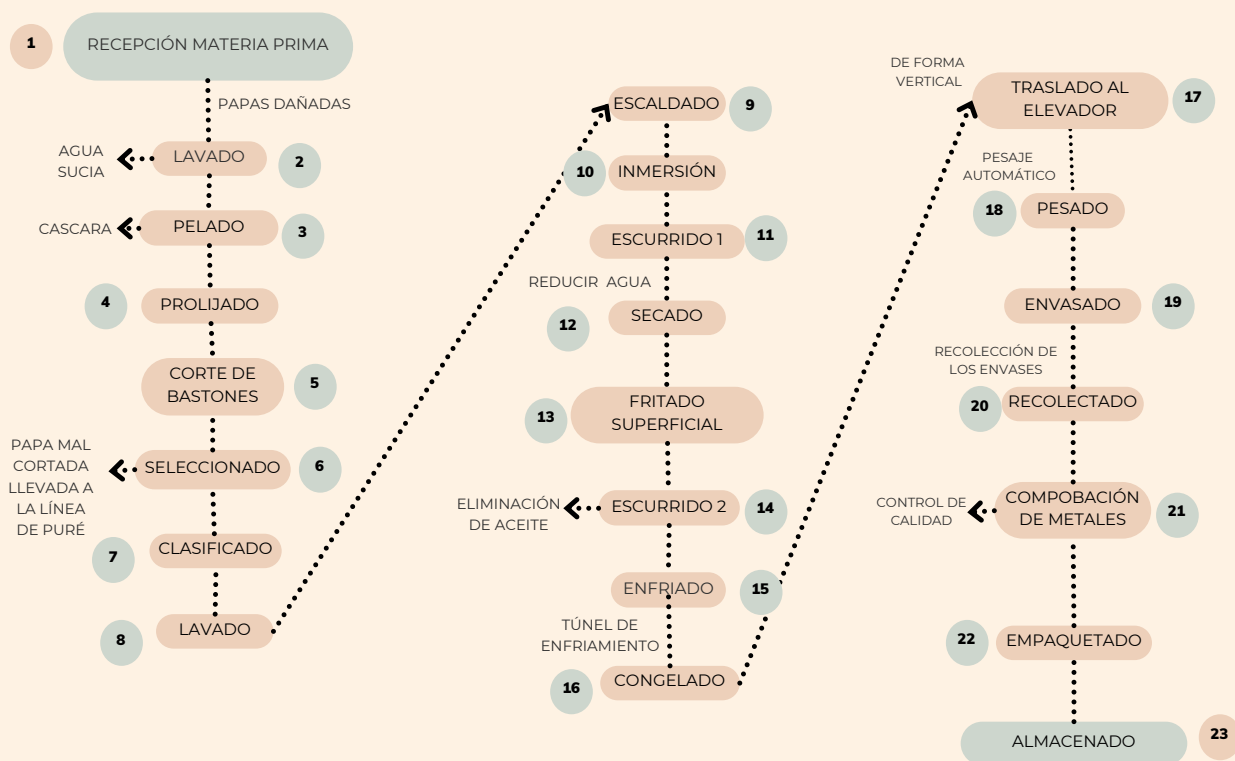 1
RECEPCIÓN MATERIA PRIMA
PAPAS DAÑADAS
AGUA
SUCIA
LAVADO
2
CASCARA
PELADO
3
4
PROLIJADO
CORTE DE
BASTONES
5
PAPA MAL
CORTADA
LLEVADA A
LA LÍNEA
DE PURÉ
SELECCIONADO
6
7
CLASIFICADO
8
LAVADO
ESCALDADO
9
10
INMERSIÓN
ESCURRIDO 1
11
REDUCIR AGUA
12
SECADO
13
FRITADO
SUPERFICIAL
ELIMINACIÓN
DE ACEITE
ESCURRIDO 2
14
ENFRIADO
15
TÚNEL DE
ENFRIAMIENTO
16
CONGELADO
DE FORMA
VERTICAL
TRASLADO AL
ELEVADOR
17
PESAJE
AUTOMÁTICO
18
PESADO
ENVASADO
19
RECOLECCIÓN DE
LOS ENVASES
20
RECOLECTADO
CONTROL DE
CALIDAD
COMPOBACIÓN
DE METALES
21
22
EMPAQUETADO
ALMACENADO
23